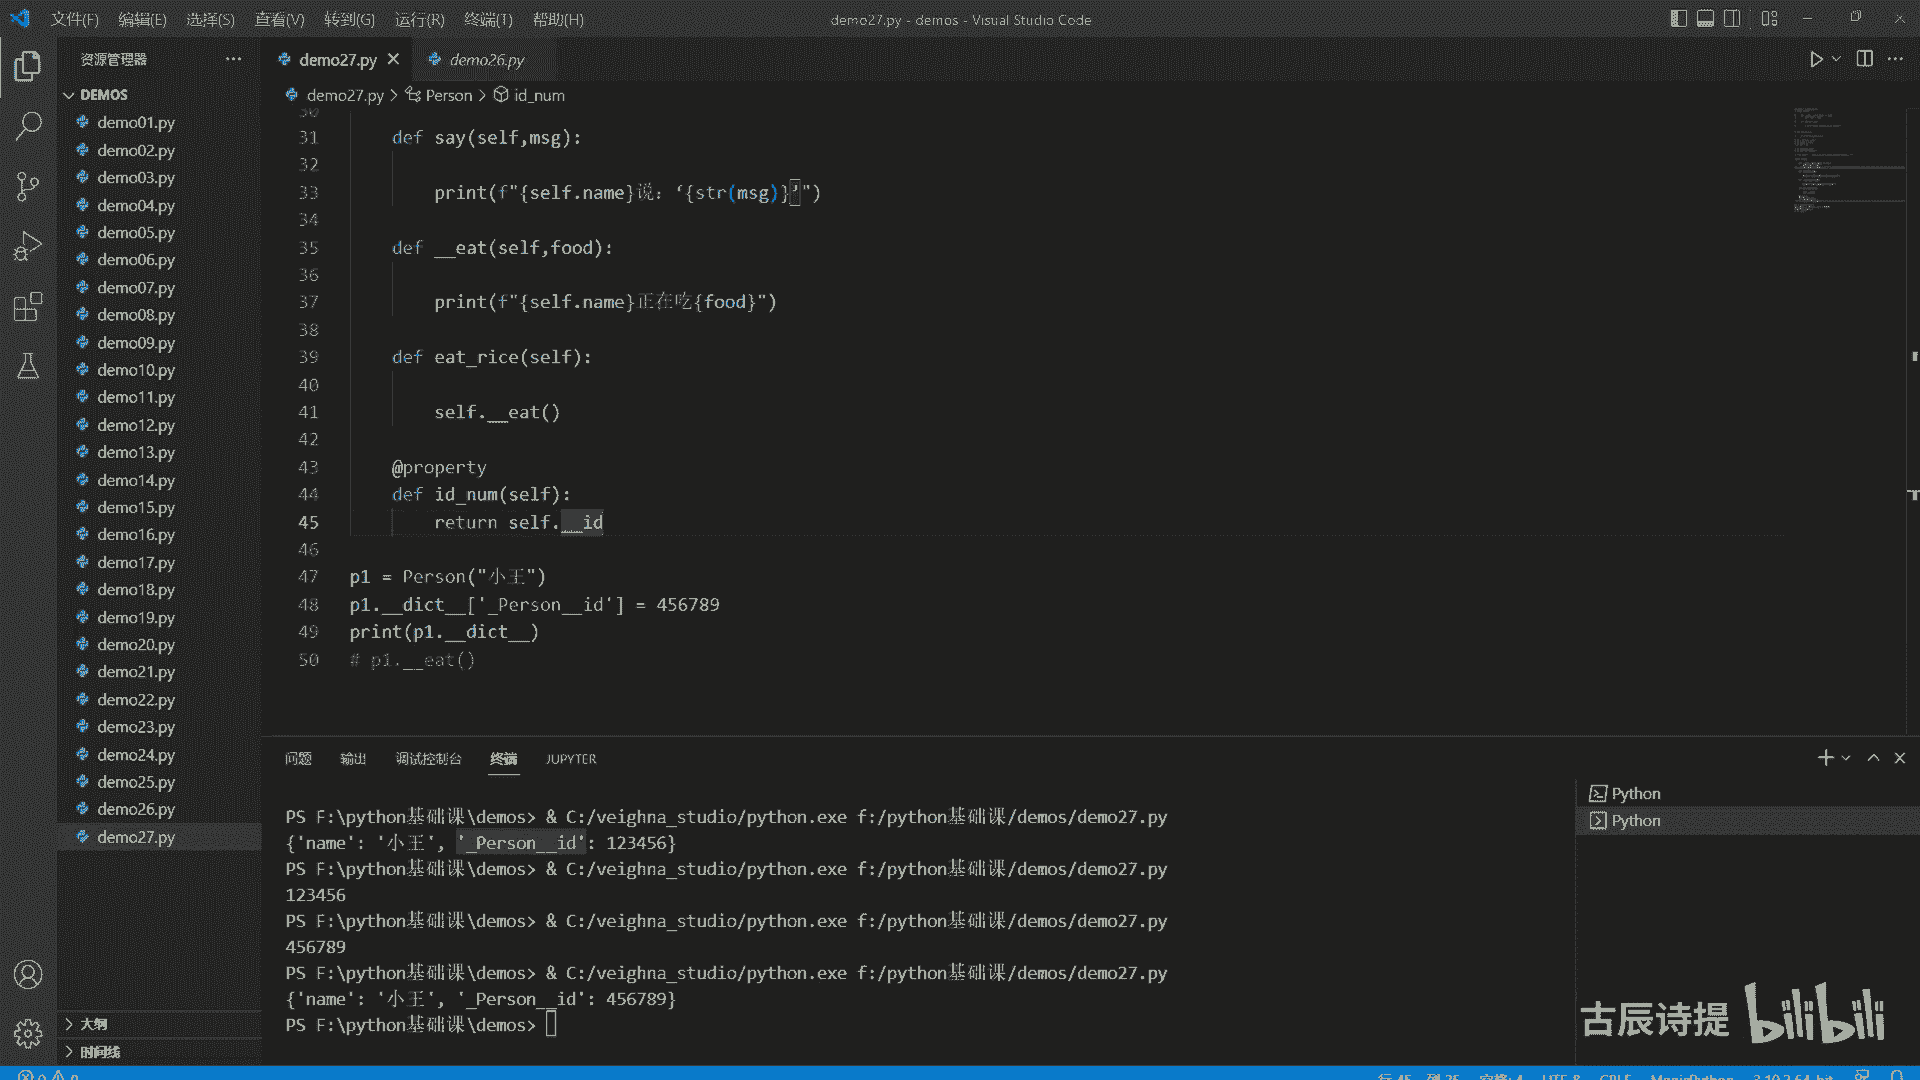 文件(F) 编辑(E) 选择(S) 查看(V) 转到(G) 运行(R) 终端(T) 帮助(H) demo27.py - demos - Visual Studio Code
资源管理器 ··· demo27.py demo26.py
DEMOS
demo27.py > Person > id_num
demo01.py
demo02.py
demo03.py
demo04.py
demo05.py
demo06.py
demo07.py
demo08.py
demo09.py
demo10.py
demo11.py
demo12.py
demo13.py
demo14.py
demo15.py
demo16.py
demo17.py
demo18.py
demo19.py
demo20.py
demo21.py
demo22.py
demo23.py
demo24.py
demo25.py
demo26.py
demo27.py
大纲
时间线
30
31 def say(self,msg):
32
33 print(f"{self.name}说：‘{str(msg)}’")
34
35 def __eat(self,food):
36
37 print(f"{self.name}正在吃{food}")
38
39 def eat_rice(self):
40
41 self.__eat()
42
43 @property
44 def id_num(self):
45 return self.__id
46
47 p1 = Person("小王")
48 p1.__dict__['_Person__id'] = 456789
49 print(p1.__dict__)
50 # p1.__eat()
问题 输出 调试控制台 终端 JUPYTER
PS F:\python基础课\demos> & C:/veighna_studio/python.exe f:/python基础课/demos/demo27.py
{'name': '小王', '_Person__id': 123456}
PS F:\python基础课\demos> & C:/veighna_studio/python.exe f:/python基础课/demos/demo27.py
123456
PS F:\python基础课\demos> & C:/veighna_studio/python.exe f:/python基础课/demos/demo27.py
456789
PS F:\python基础课\demos> & C:/veighna_studio/python.exe f:/python基础课/demos/demo27.py
{'name': '小王', '_Person__id': 456789}
PS F:\python基础课\demos>
Python
Python
古辰诗提 bilibili